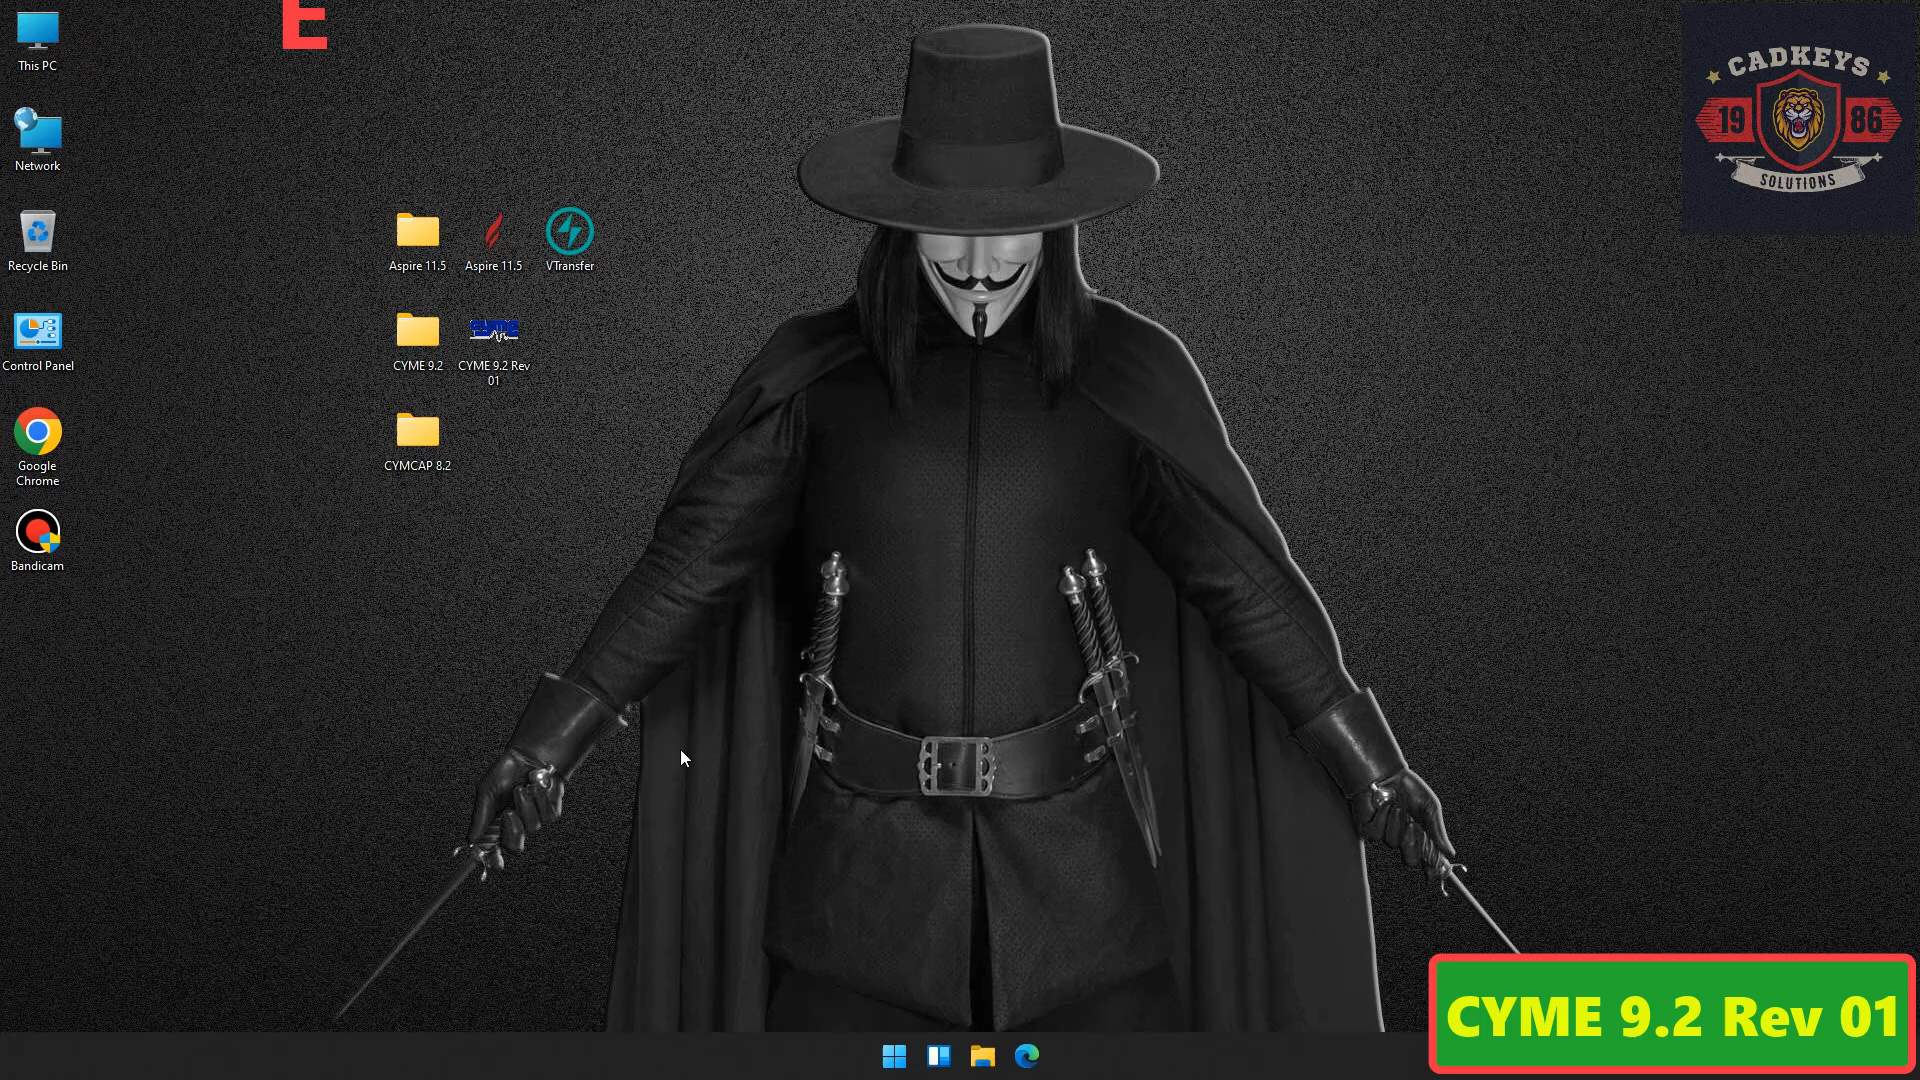 E
This PC
Network
Recycle Bin
Control Panel
Google
Chrome
Bandicam
Aspire 11.5
Aspire 11.5
VTransfer
CYME 9.2
CYME
CYME 9.2 Rev
01
CYMCAP 8.2
CADKEYS
19 86
SOLUTIONS
CYME 9.2 Rev 01